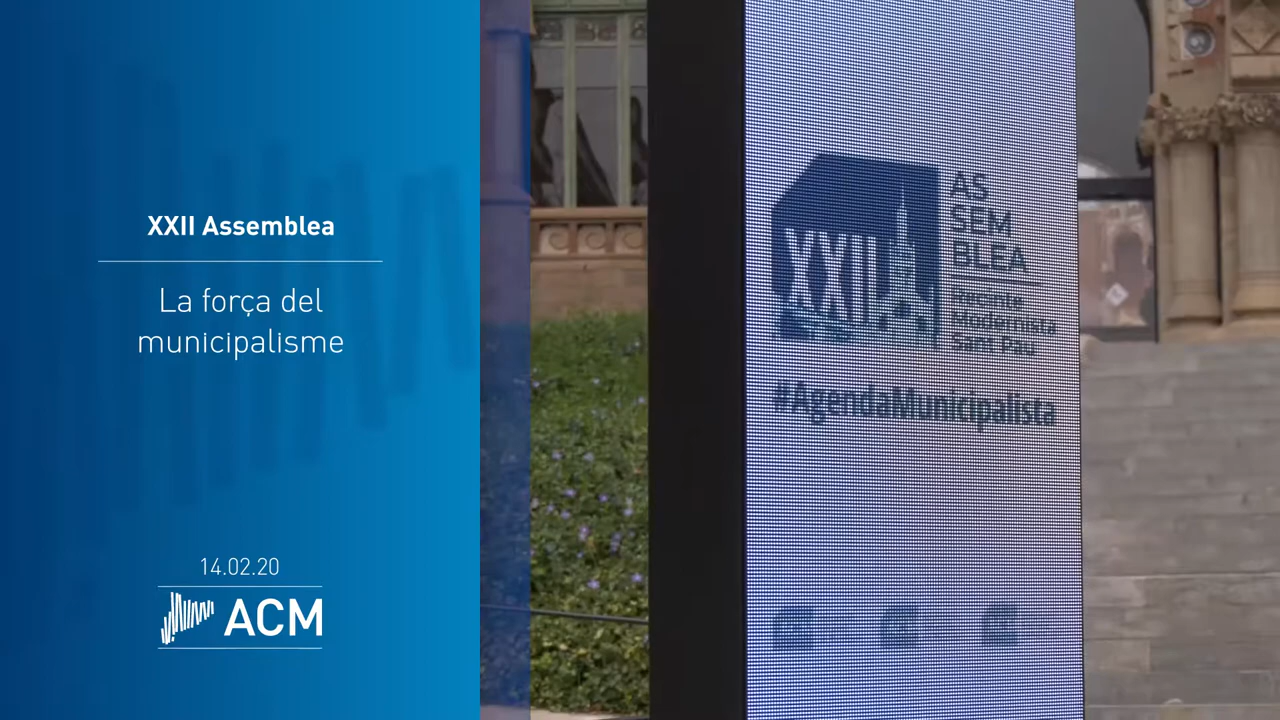 XXII Assemblea
La força del
municipalisme
14.02.20
ACM
XXII
AS
SEM
BLEA
Recinte
Modernista
Sant Pau
#AgendaMunicipalista